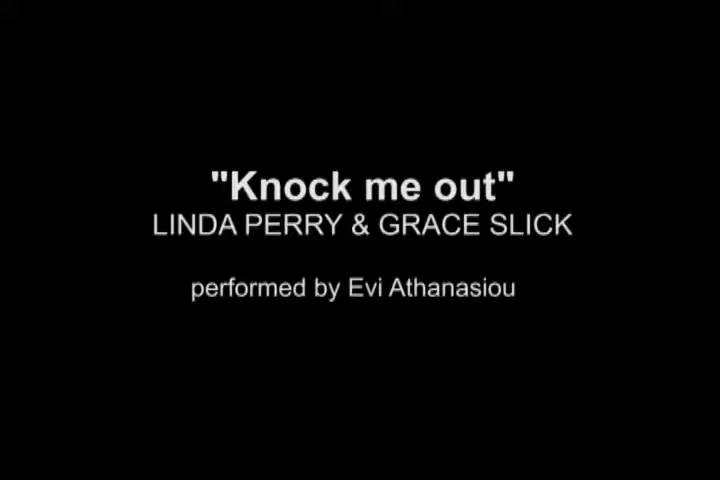 "Knock me out"
LINDA PERRY & GRACE SLICK
performed by Evi Athanasiou